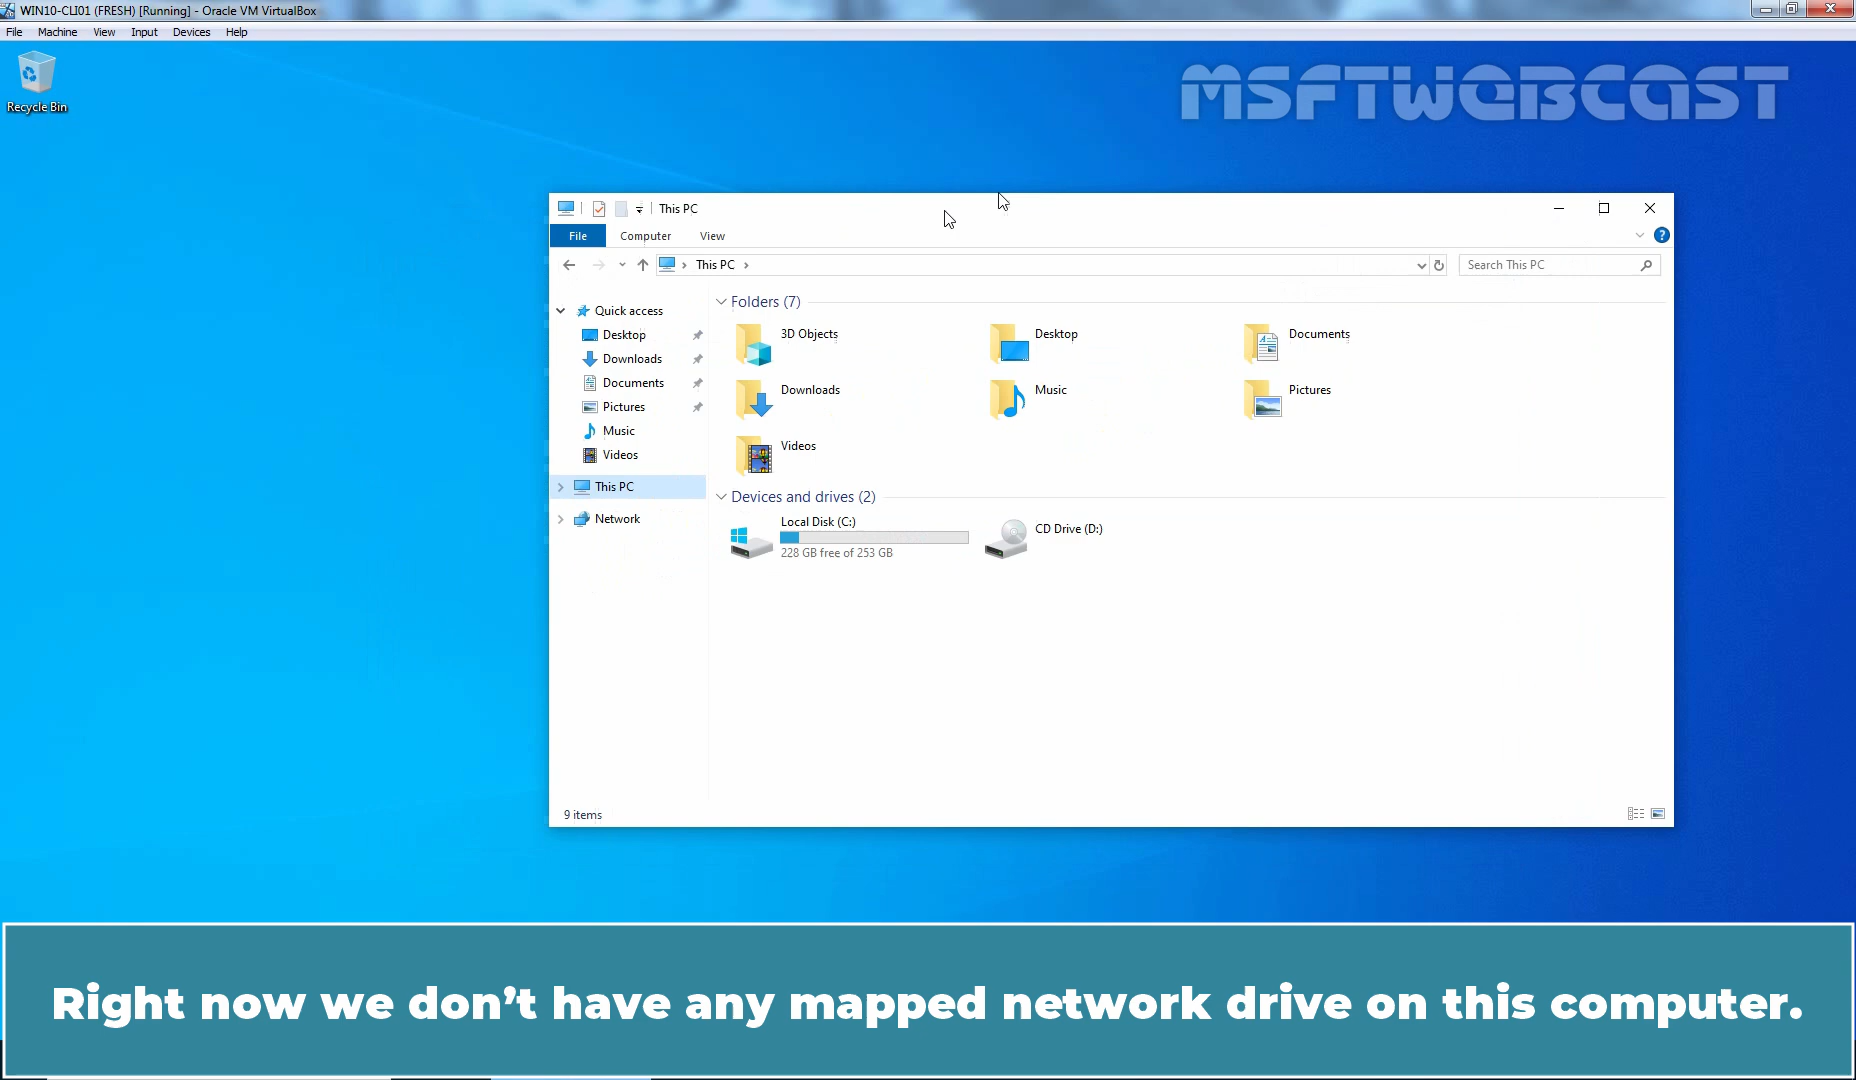 WIN10-CLI01 (FRESH) [Running] - Oracle VM VirtualBox
File Machine View Input Devices Help
Recycle Bin
MSFTWEBCAST
This PC
File Computer View
This PC
Search This PC
Quick access
Desktop
Downloads
Documents
Pictures
Music
Videos
This PC
Network
Folders (7)
3D Objects Desktop Documents
Downloads Music Pictures
Videos
Devices and drives (2)
Local Disk (C:)
228 GB free of 253 GB
CD Drive (D:)
9 items
Right now we don’t have any mapped network drive on this computer.